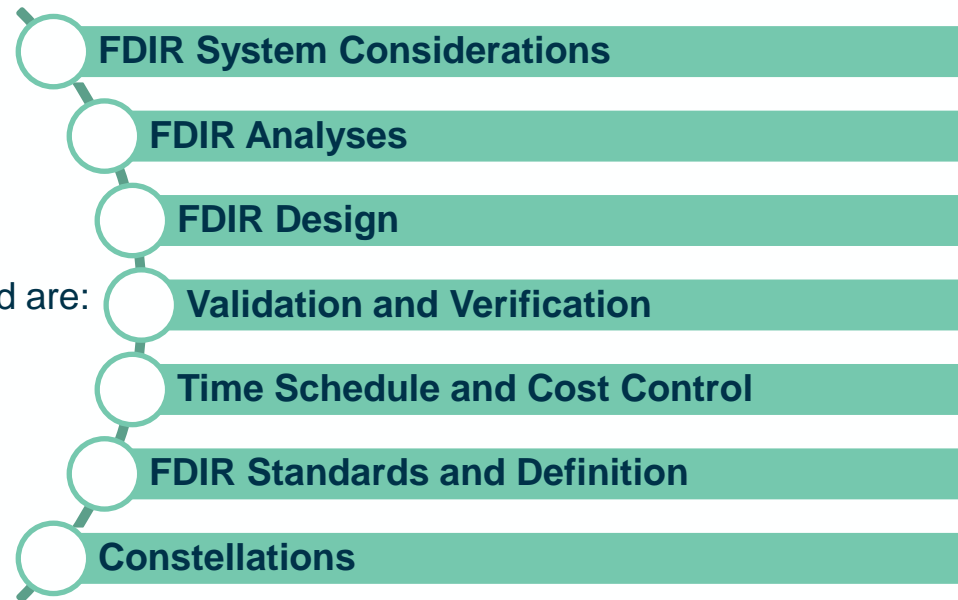 FDIR System Considerations
FDIR Analyses
FDIR Design
d are:
Validation and Verification
Time Schedule and Cost Control
FDIR Standards and Definition
Constellations